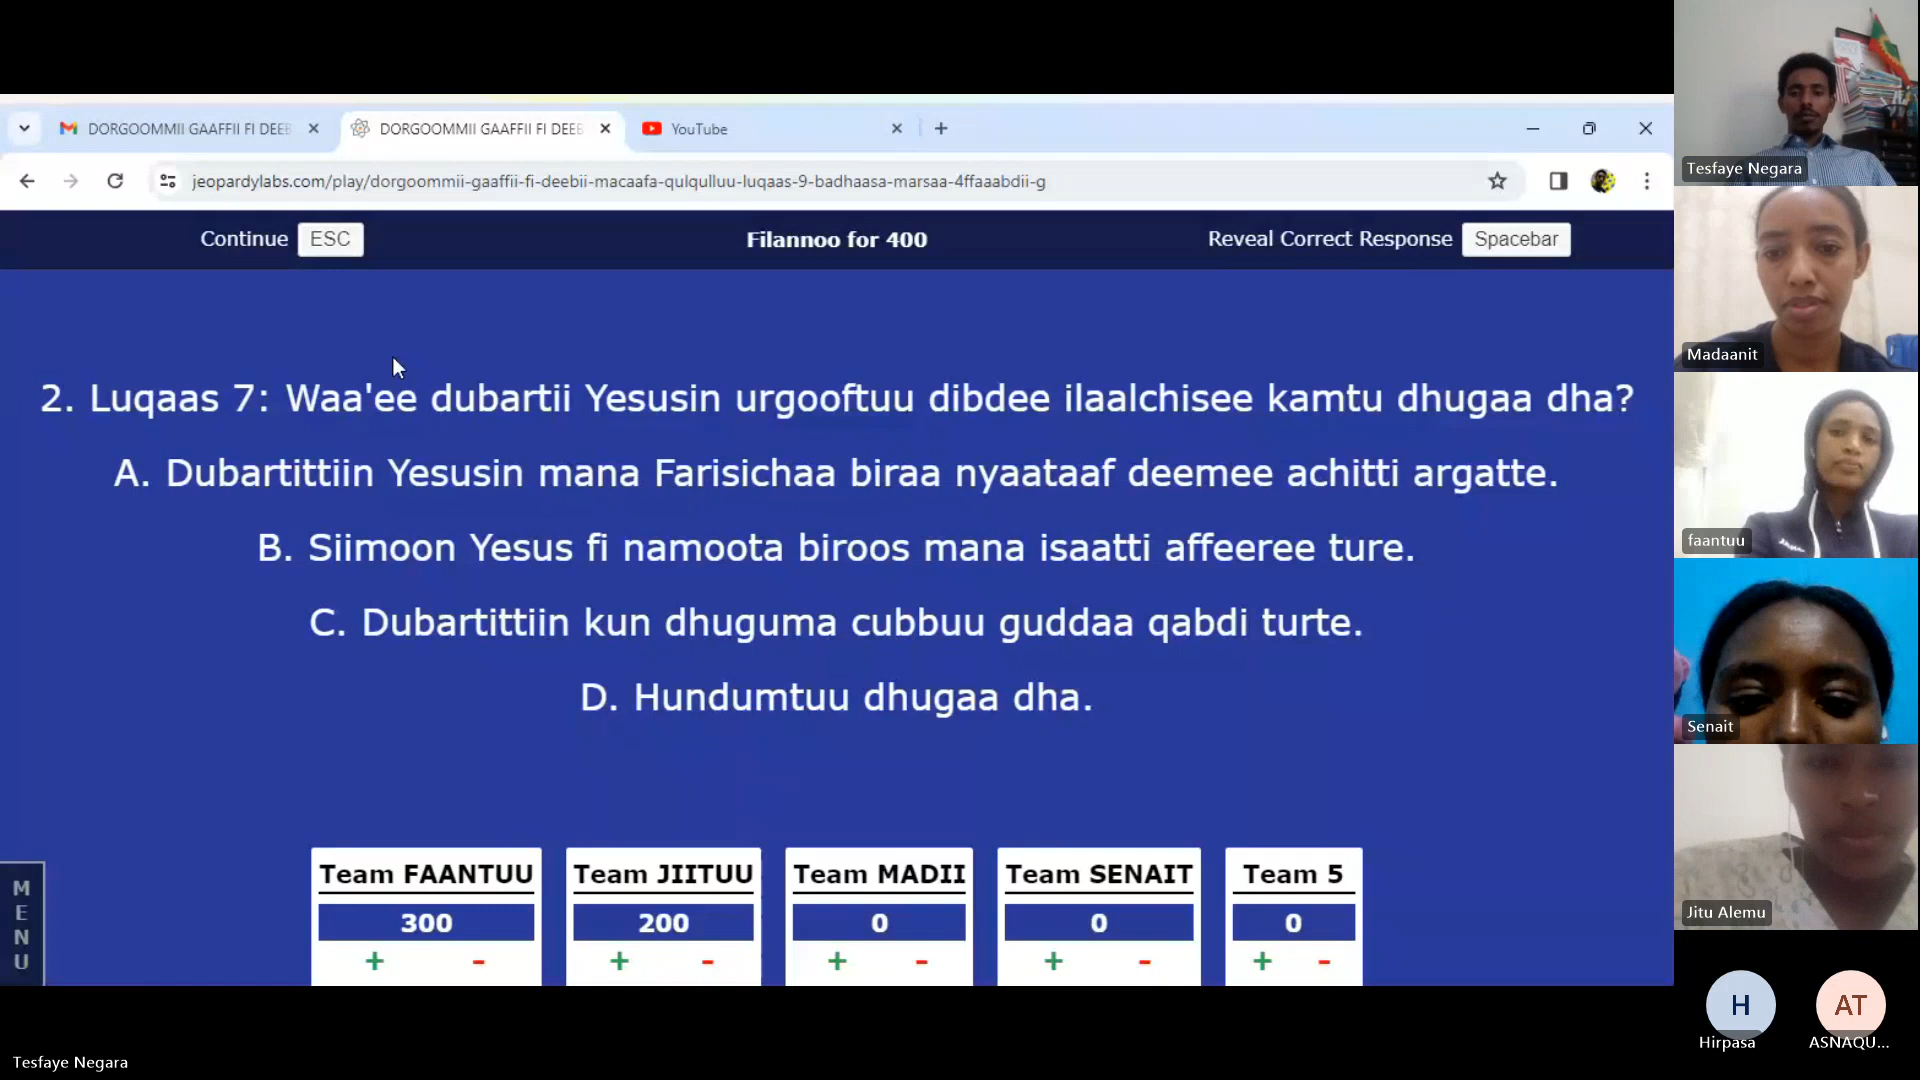 DORGOOMMII GAAFFII FI DEEB
DORGOOMMII GAAFFII FI DEEB
YouTube
jeopardylabs.com/play/dorgoommii-gaaffii-fi-deebii-macaafa-qulqulluu-luqaas-9-badhaasa-marsaa-4ffaaabdii-g
Continue ESC
Filannoo for 400
Reveal Correct Response Spacebar
2. Luqaas 7: Waa'ee dubartii Yesusin urgooftuu dibdee ilaalchisee kamtu dhugaa dha?
A. Dubartittiin Yesusin mana Farisichaa biraa nyaataaf deemee achitti argatte.
B. Siimoon Yesus fi namoota biroos mana isaatti affeeree ture.
C. Dubartittiin kun dhuguma cubbuu guddaa qabdi turte.
D. Hundumtuu dhugaa dha.
MENU
Team FAANTUU
300
+ -
Team JIITUU
200
+ -
Team MADII
0
+ -
Team SENAIT
0
+ -
Team 5
0
+ -
Tesfaye Negara
Madaanit
faantuu
Senait
Jitu Alemu
H
Hirpasa
AT
ASNAQU...
Tesfaye Negara